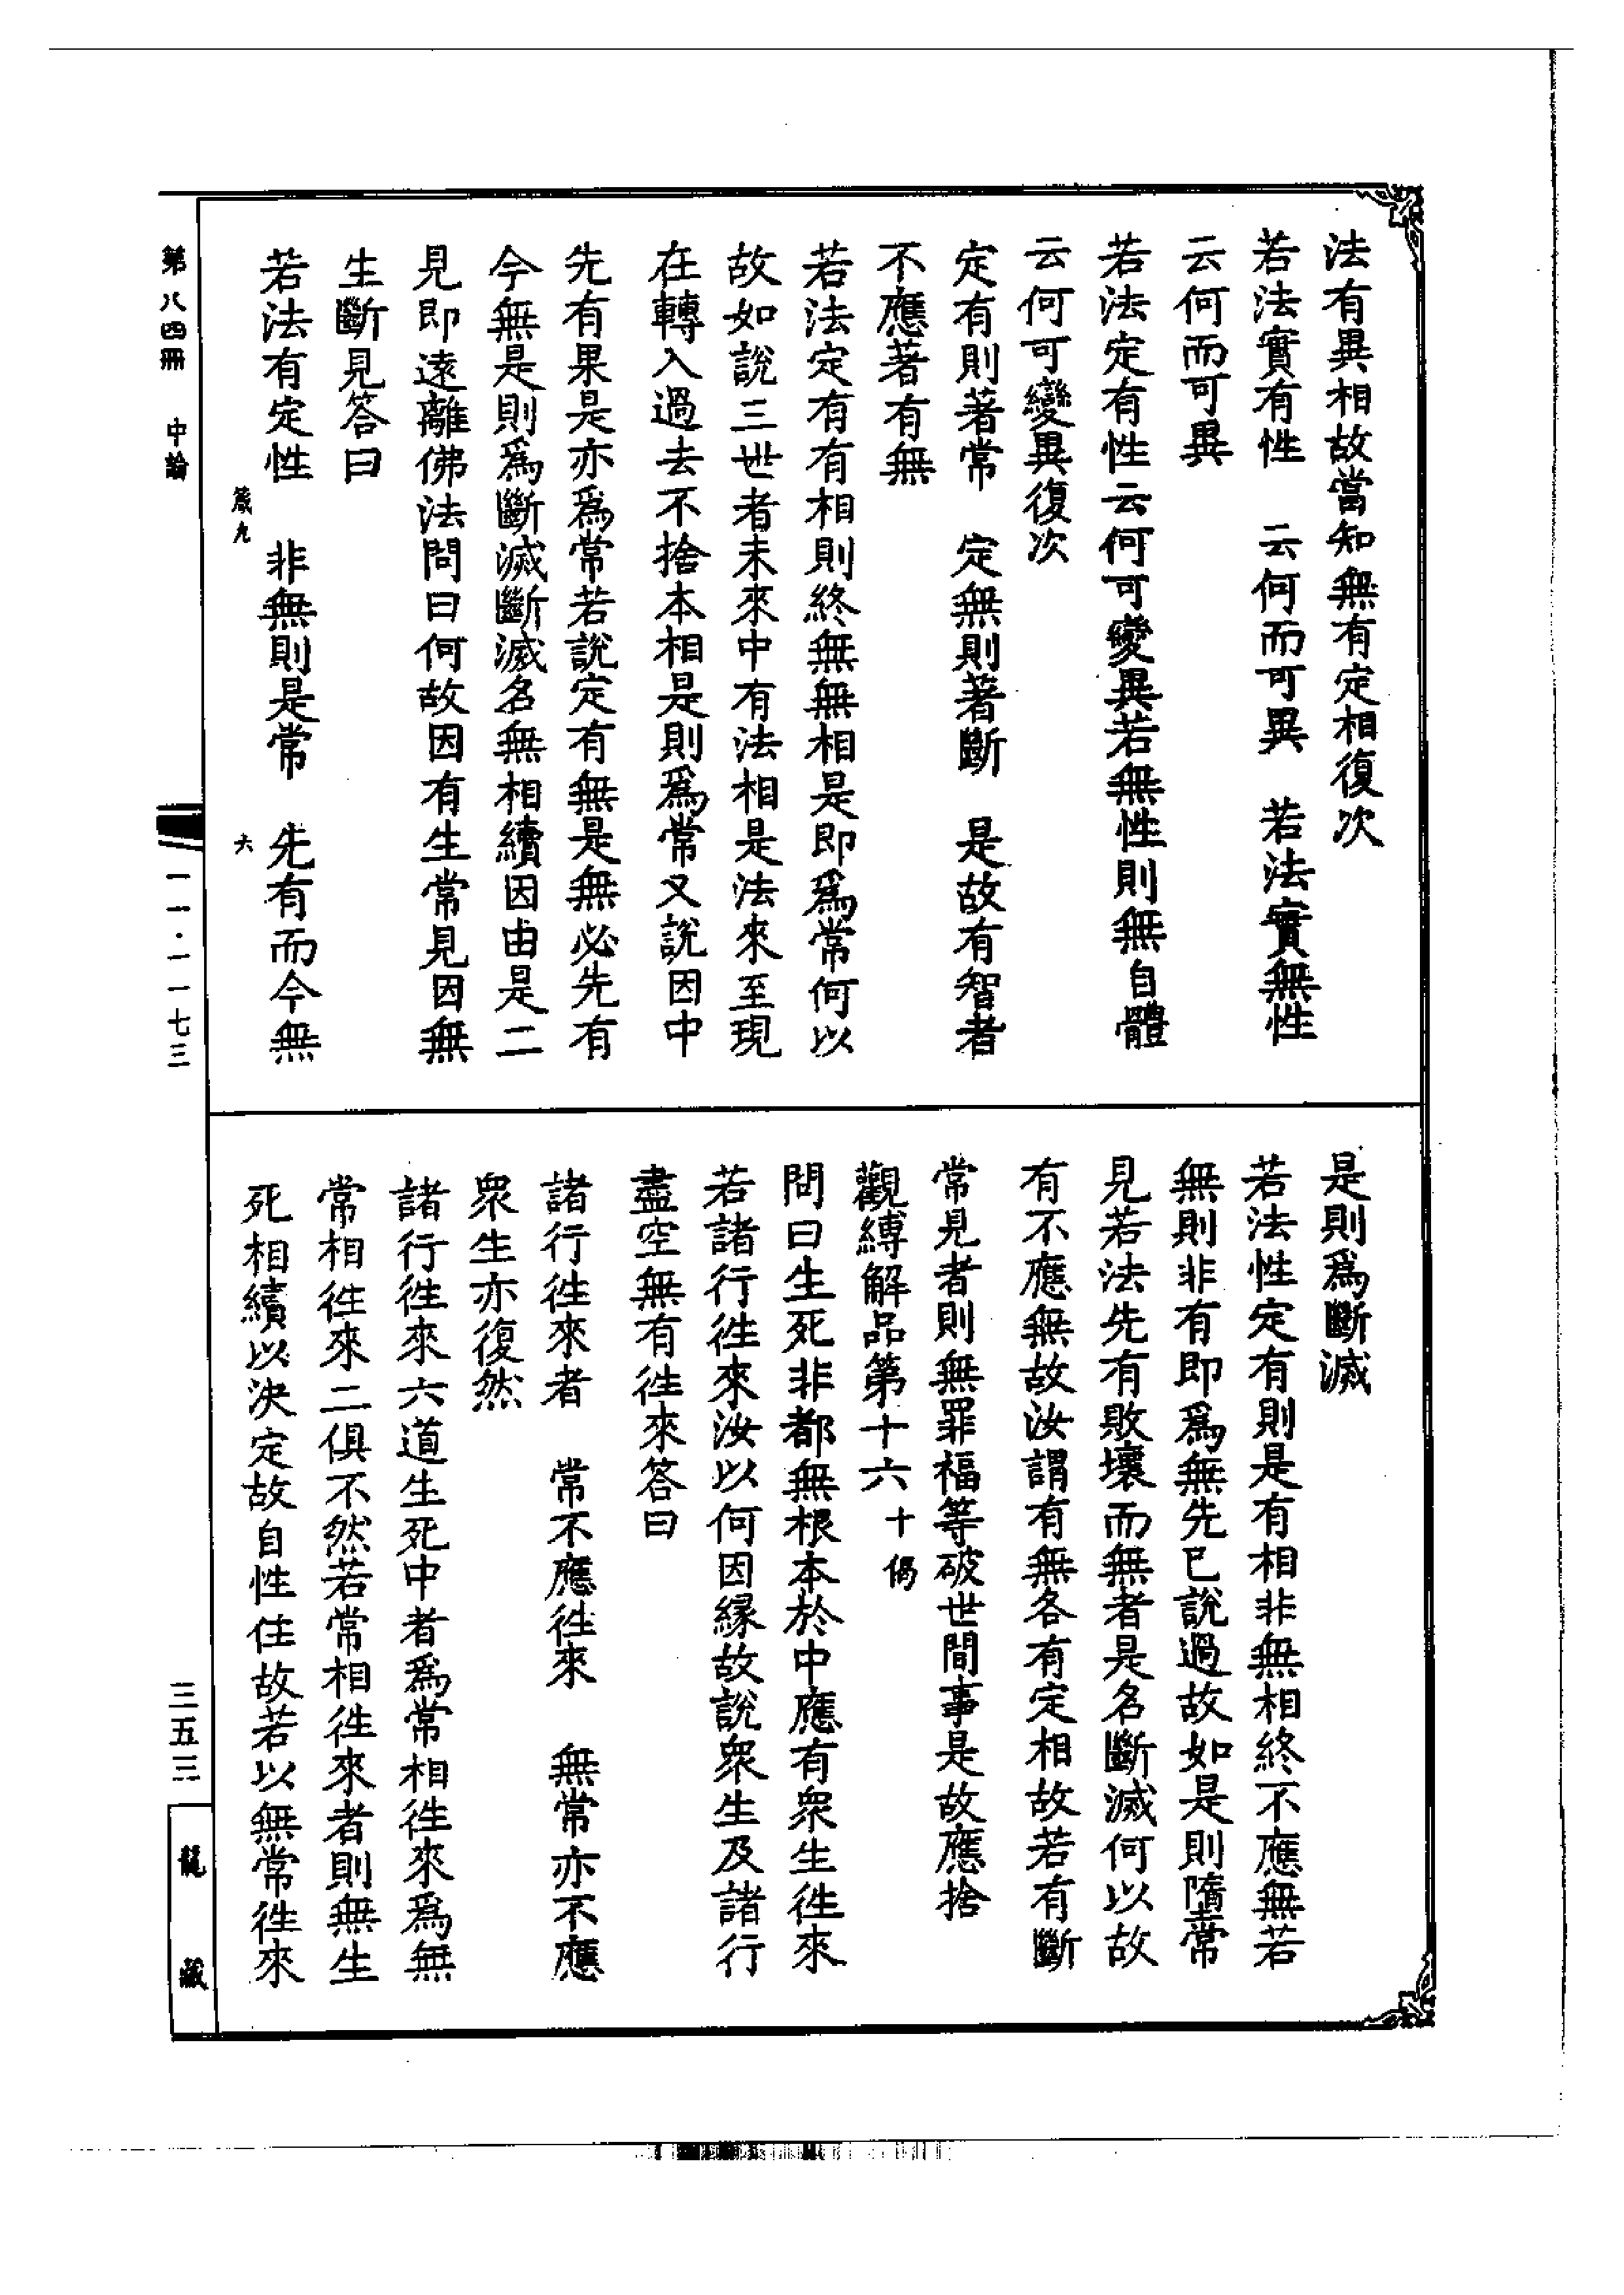 法有異相故當知無有定相復次
若法實有性　云何而可異　若法實無性
云何而可異
若法定有性云何可變異若無性則無自體
云何可變異復次
定有則著常　定無則著斷　是故有智者
不應著有無
若法定有有相則終無無相是即爲常何以
故如說三世者未來中有法相是法來至現
在轉入過去不捨本相是則爲常又說因中
先有果是亦爲常若說定有無是無必先有
今無是則爲斷滅斷滅名無相續因由是二
見即遠離佛法問曰何故因有生常見因無
生斷見答曰
若法有定性　非無則是常　先有而今無
是則爲斷滅
若法性定有則是有相非無相終不應無若
無則非有即爲無先已說過故如是則墮常
見若法先有敗壞而無者是名斷滅何以故
有不應無故汝謂有無各有定相故若有斷
常見者則無罪福等破世間事是故應捨
觀縛解品第十六十偈
問曰生死非都無根本於中應有衆生徃來
若諸行徃來汝以何因緣故說衆生及諸行
盡空無有徃來答曰
諸行徃來者　常不應徃來　無常亦不應
衆生亦復然
諸行徃來六道生死中者爲常相徃來爲無
常相徃來二俱不然若常相徃來者則無生
死相續以決定故自性住故若以無常徃來
箴九　六
第八四冊　中論
一一·一一七三
三五三
龍藏